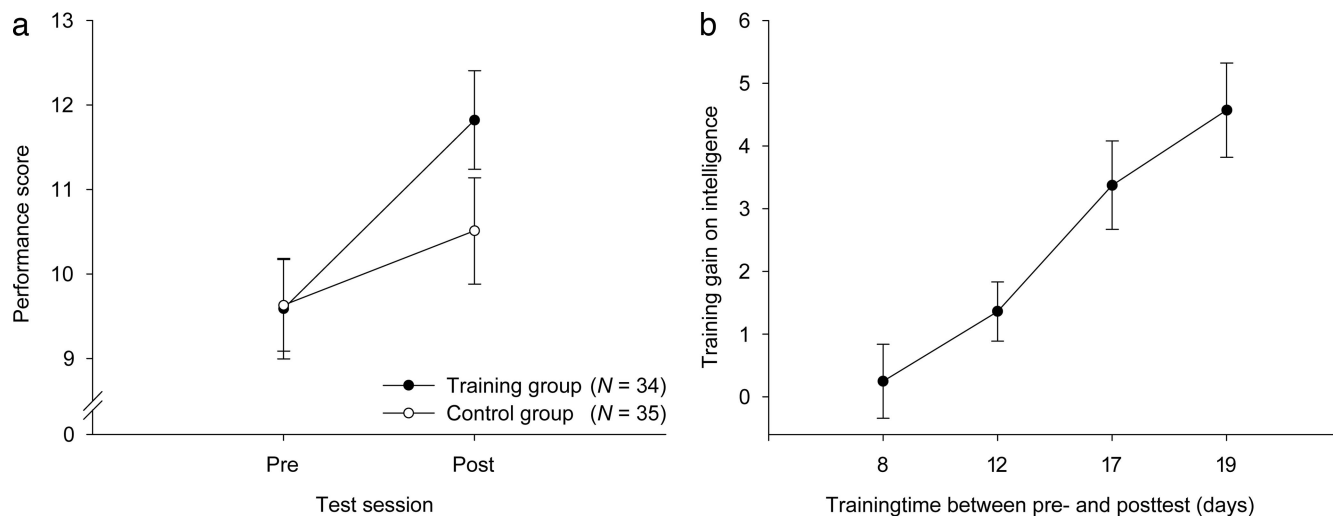 a
13
12
11
10
9
0
Performance score
Training group (N = 34)
Control group (N = 35)
Pre Post
Test session
b
6
5
4
3
2
1
0
Training gain on intelligence
8 12 17 19
Trainingtime between pre- and posttest (days)